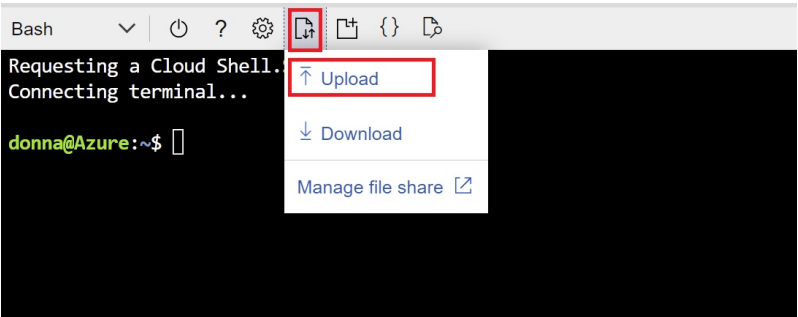 Bash
?
{}
Requesting a Cloud Shell.
Connecting terminal...
donna@Azure:~$
Upload
Download
Manage file share